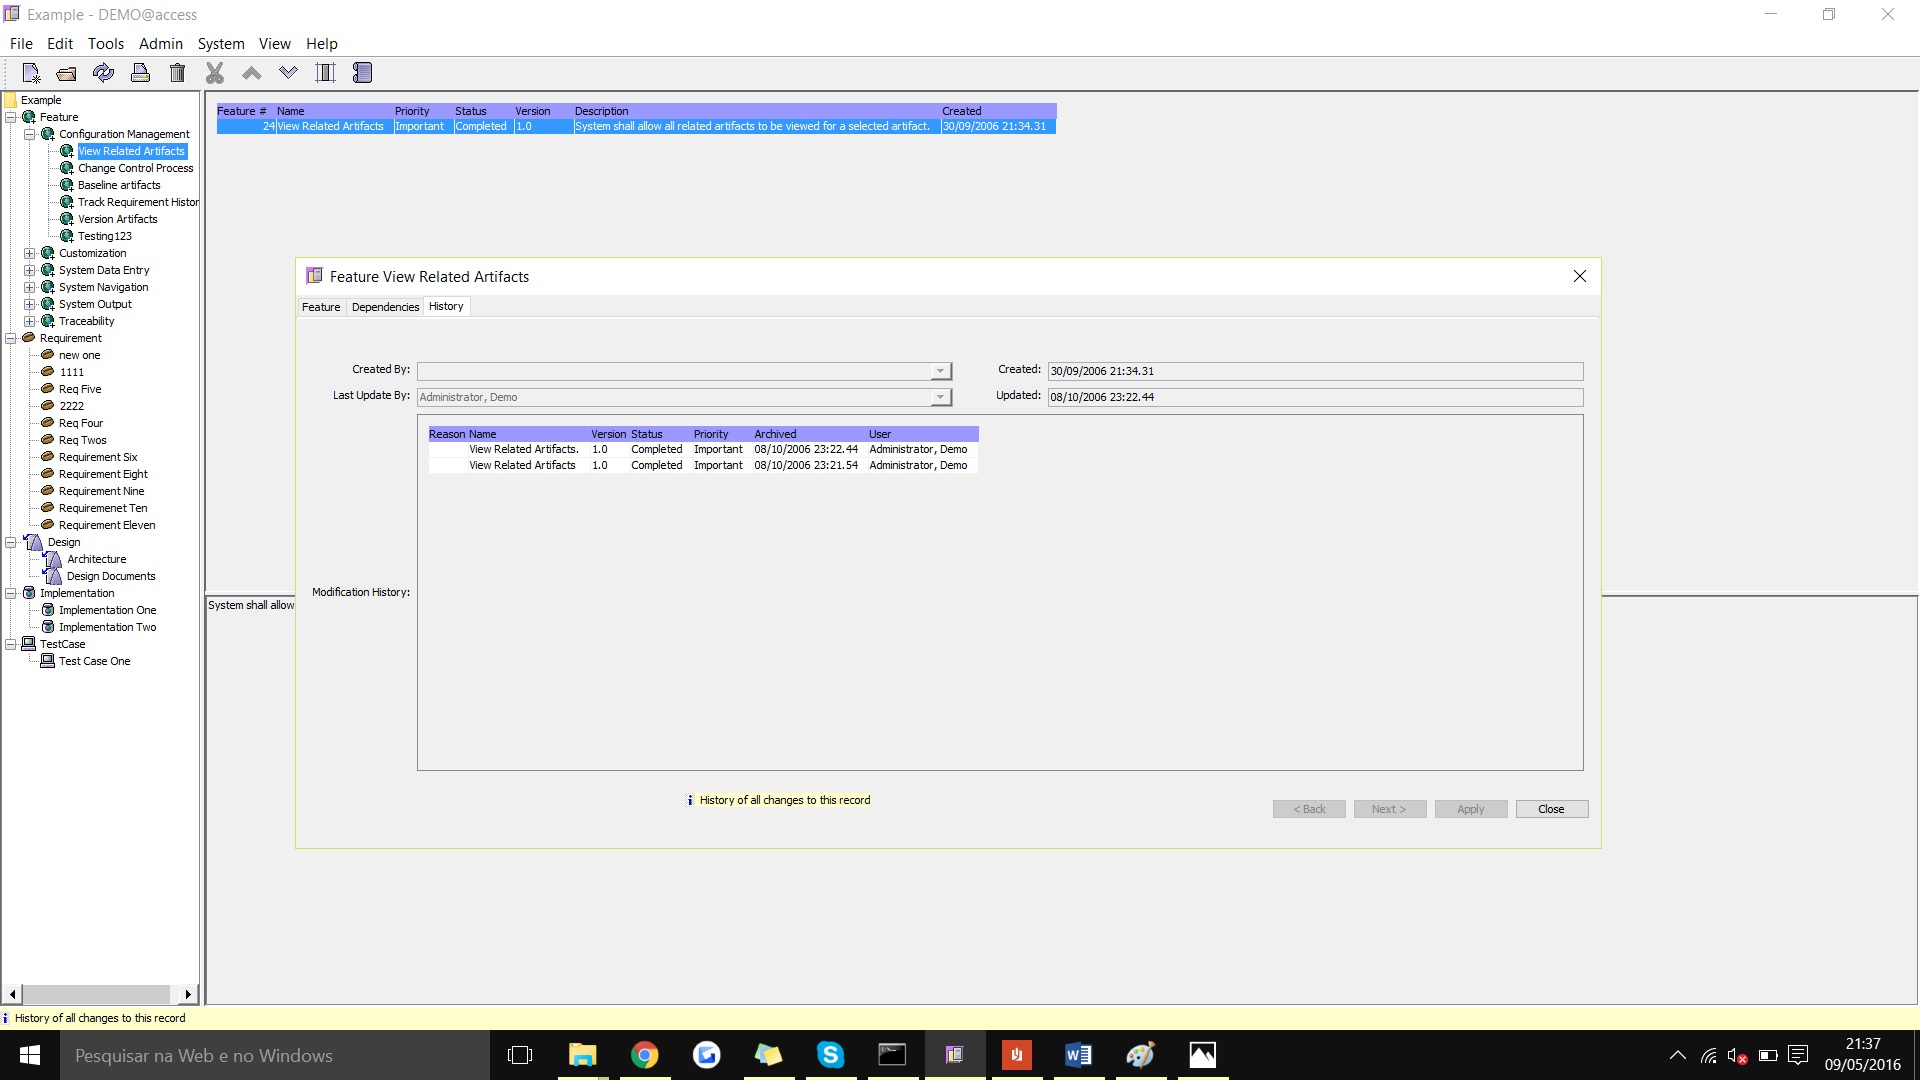 Example - DEMO@access
File Edit Tools Admin System View Help
Example
Feature
Configuration Management
View Related Artifacts
Change Control Process
Baseline artifacts
Track Requirement Histor
Version Artifacts
Testing123
Customization
System Data Entry
System Navigation
System Output
Traceability
Requirement
new one
1111
Req Five
2222
Req Four
Req Twos
Requirement Six
Requirement Eight
Requirement Nine
Requiremenet Ten
Requirement Eleven
Design
Architecture
Design Documents
Implementation
Implementation One
Implementation Two
TestCase
Test Case One
Feature # Name Priority Status Version Description Created
24 View Related Artifacts Important Completed 1.0 System shall allow all related artifacts to be viewed for a selected artifact. 30/09/2006 21:34.31
System shall allow
Feature View Related Artifacts
Feature Dependencies History
Created By: Created: 30/09/2006 21:34.31
Last Update By: Administrator, Demo Updated: 08/10/2006 23:22.44
Reason Name Version Status Priority Archived User
View Related Artifacts. 1.0 Completed Important 08/10/2006 23:22.44 Administrator, Demo
View Related Artifacts 1.0 Completed Important 08/10/2006 23:21.54 Administrator, Demo
Modification History:
History of all changes to this record
< Back Next > Apply Close
History of all changes to this record
Pesquisar na Web e no Windows
21:37
09/05/2016